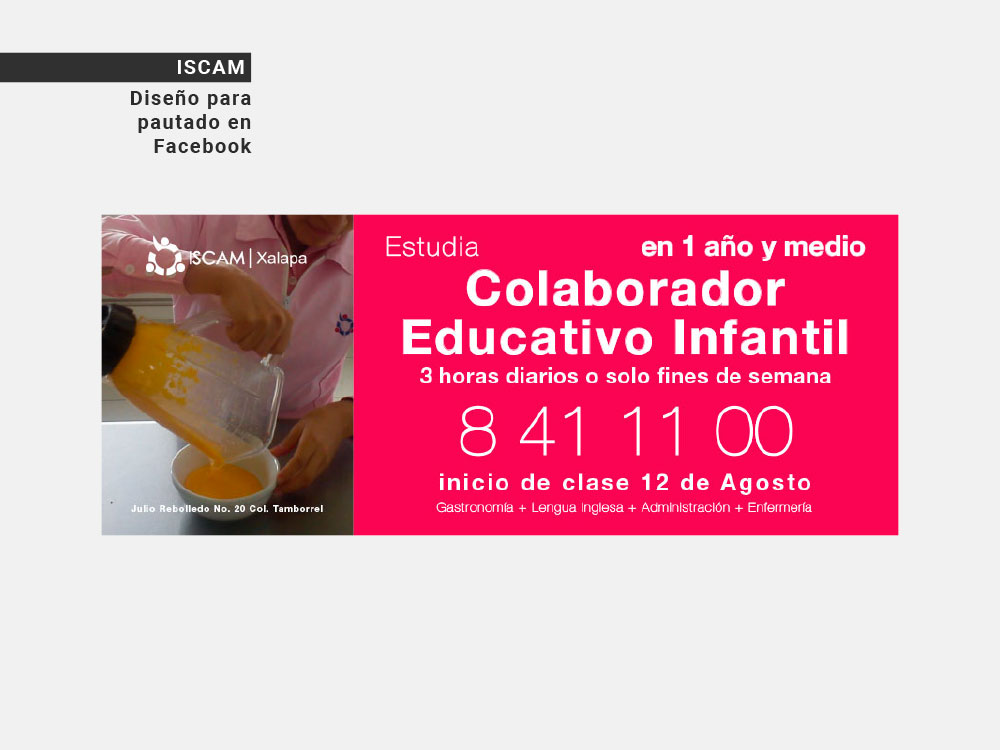 ISCAM
Diseño para
pautado en
Facebook
ISCAM | Xalapa
Julio Rebolledo No. 20 Col. Tamborrel
Estudia en 1 año y medio
Colaborador
Educativo Infantil
3 horas diarios o solo fines de semana
8 41 11 00
inicio de clase 12 de Agosto
Gastronomía + Lengua Inglesa + Administración + Enfermería